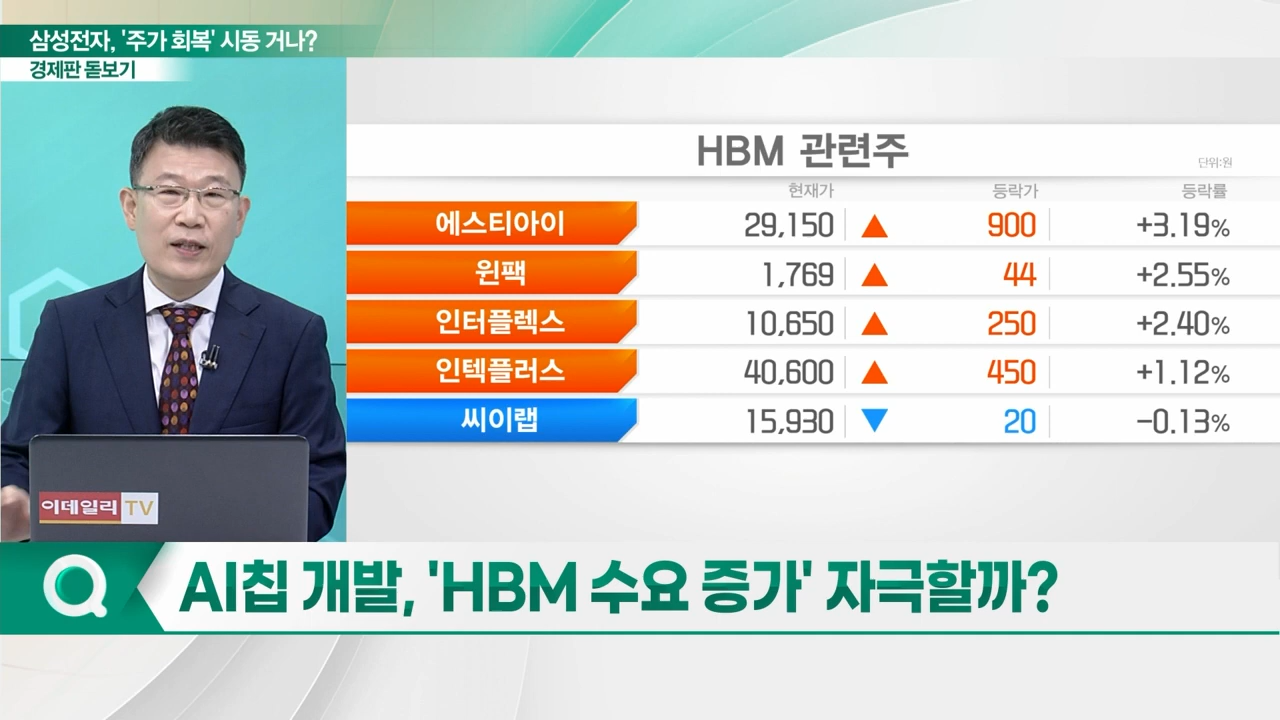 삼성전자, '주가 회복' 시동 거나?
경제판 돋보기
HBM 관련주
단위:원
현재가 등락가 등락률
에스티아이 29,150 ▲ 900 +3.19%
윈팩 1,769 ▲ 44 +2.55%
인터플렉스 10,650 ▲ 250 +2.40%
인텍플러스 40,600 ▲ 450 +1.12%
씨이랩 15,930 ▼ 20 -0.13%
이데일리 TV
AI칩 개발, 'HBM 수요 증가' 자극할까?